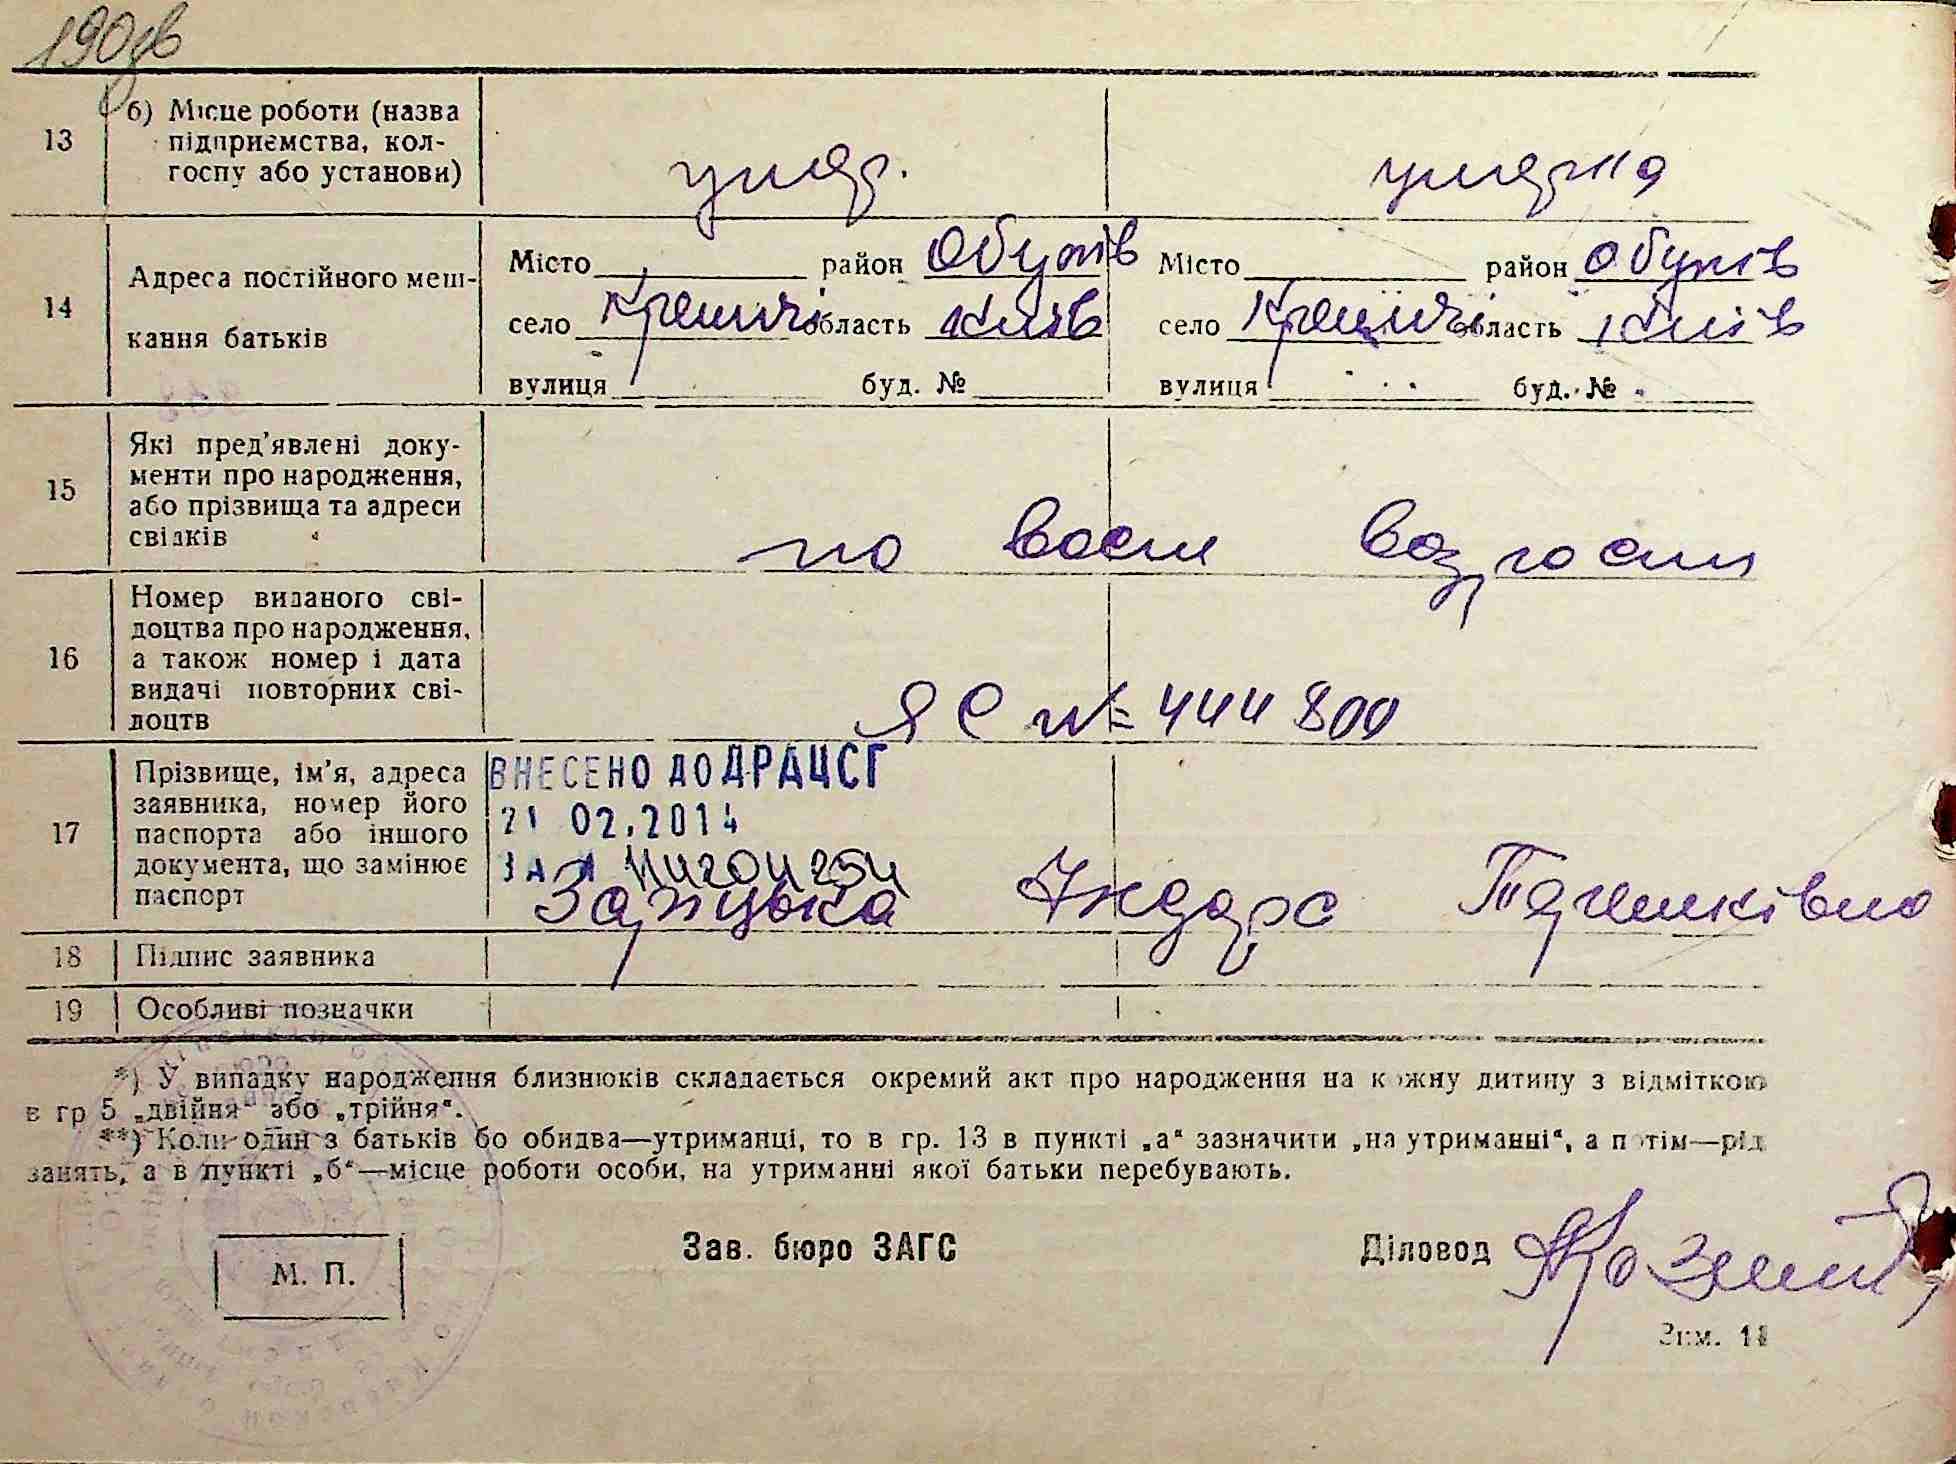 190зв
13 б) Місце роботи (назва
підприємства, кол-
госпу або установи)
14 Адреса постійного меш-
кання батьків
Місто район Обухів
село область Київ
вулиця буд. №
Місто район Обухів
село область Київ
вулиця буд. №
15 Які пред'явлені доку-
менти про народження,
або прізвища та адреси
свідків
по восм
16 Номер виданого сві-
доцтва про народження,
а також номер і дата
видачі повторних сві-
доцтв
ЯС № 444800
17 Прізвище, ім'я, адреса
заявника, номер його
паспорта або іншого
документа, що замінює
паспорт
ВНЕСЕНО ДО ДРАЦСГ
21 02.2014
ЗА №
Зарицька
18 Підпис заявника
19 Особливі позначки
*) У випадку народження близнюків складається окремий акт про народження на кожну дитину з відміткою
в гр 5 „двійня“ або „трійня“.
**) Коли один з батьків бо обидва—утриманці, то в гр. 13 в пункті „а“ зазначити „на утриманні“, а потім—рід
занять, а в пункті „б“—місце роботи особи, на утриманні якої батьки перебувають.
М. П.
Зав. бюро ЗАГС
Діловод
Зам. 18